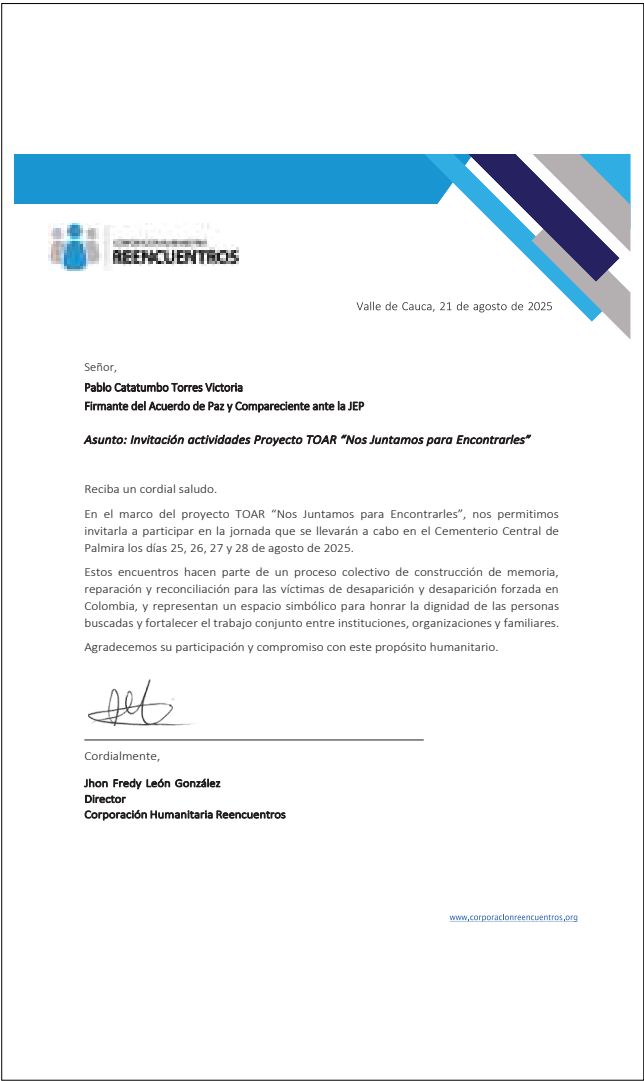 REENCUENTROS
Valle de Cauca, 21 de agosto de 2025
Señor,
Pablo Catatumbo Torres Victoria
Firmante del Acuerdo de Paz y Compareciente ante la JEP
Asunto: Invitación actividades Proyecto TOAR “Nos Juntamos para Encontrarles”
Reciba un cordial saludo.
En el marco del proyecto TOAR “Nos Juntamos para Encontrarles”, nos permitimos
invitarla a participar en la jornada que se llevarán a cabo en el Cementerio Central de
Palmira los días 25, 26, 27 y 28 de agosto de 2025.
Estos encuentros hacen parte de un proceso colectivo de construcción de memoria,
reparación y reconciliación para las víctimas de desaparición y desaparición forzada en
Colombia, y representan un espacio simbólico para honrar la dignidad de las personas
buscadas y fortalecer el trabajo conjunto entre instituciones, organizaciones y familiares.
Agradecemos su participación y compromiso con este propósito humanitario.
Cordialmente,
Jhon Fredy León González
Director
Corporación Humanitaria Reencuentros
www.corporacionreencuentros.org